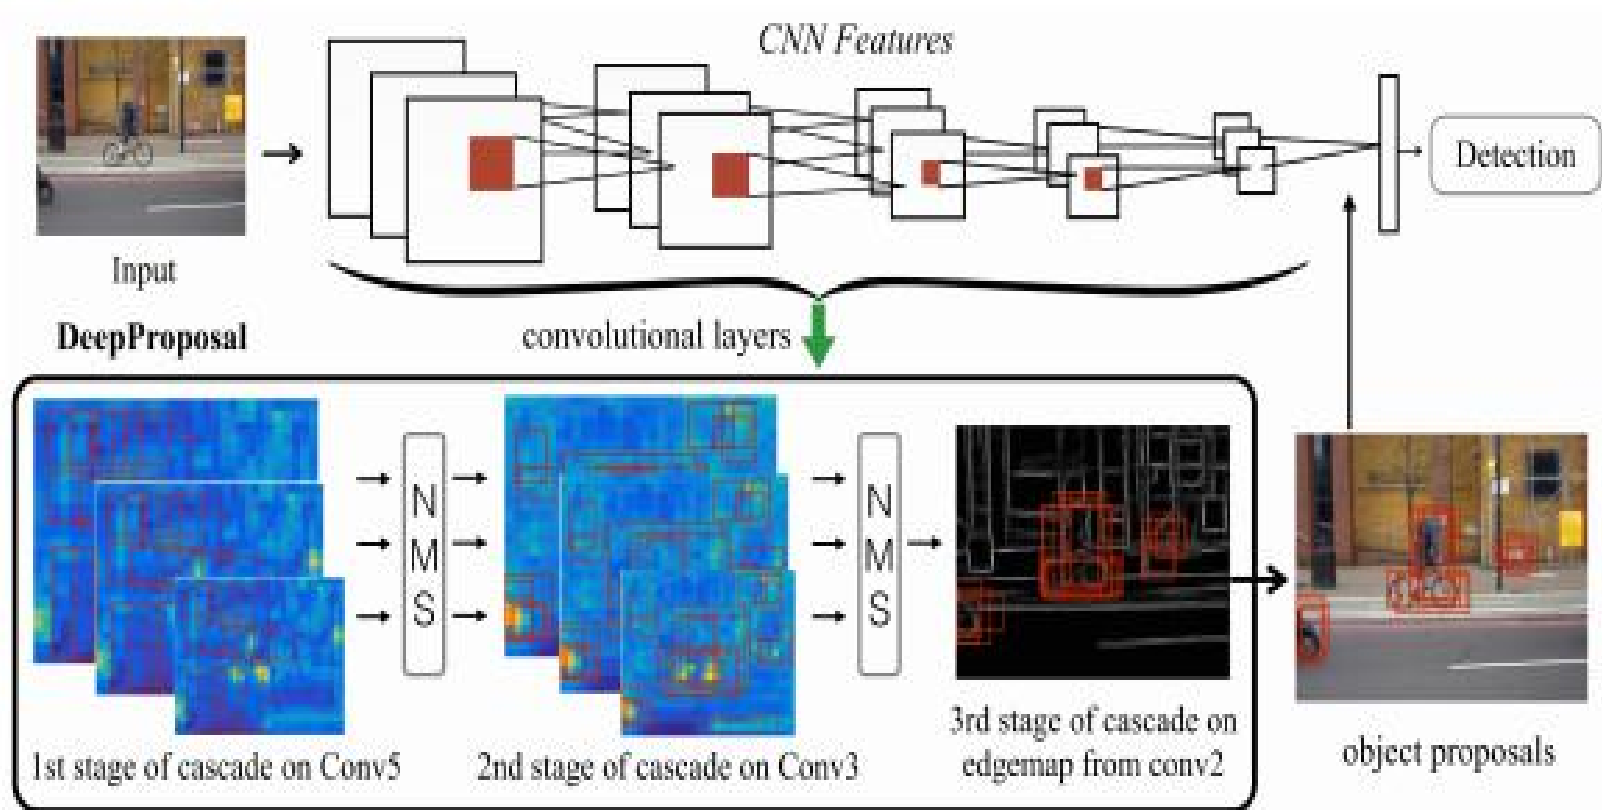 CNN Features
Detection
Input
DeepProposal
convolutional layers
N
M
S
N
M
S
1st stage of cascade on Conv5
2nd stage of cascade on Conv3
3rd stage of cascade on
edgemap from conv2
object proposals